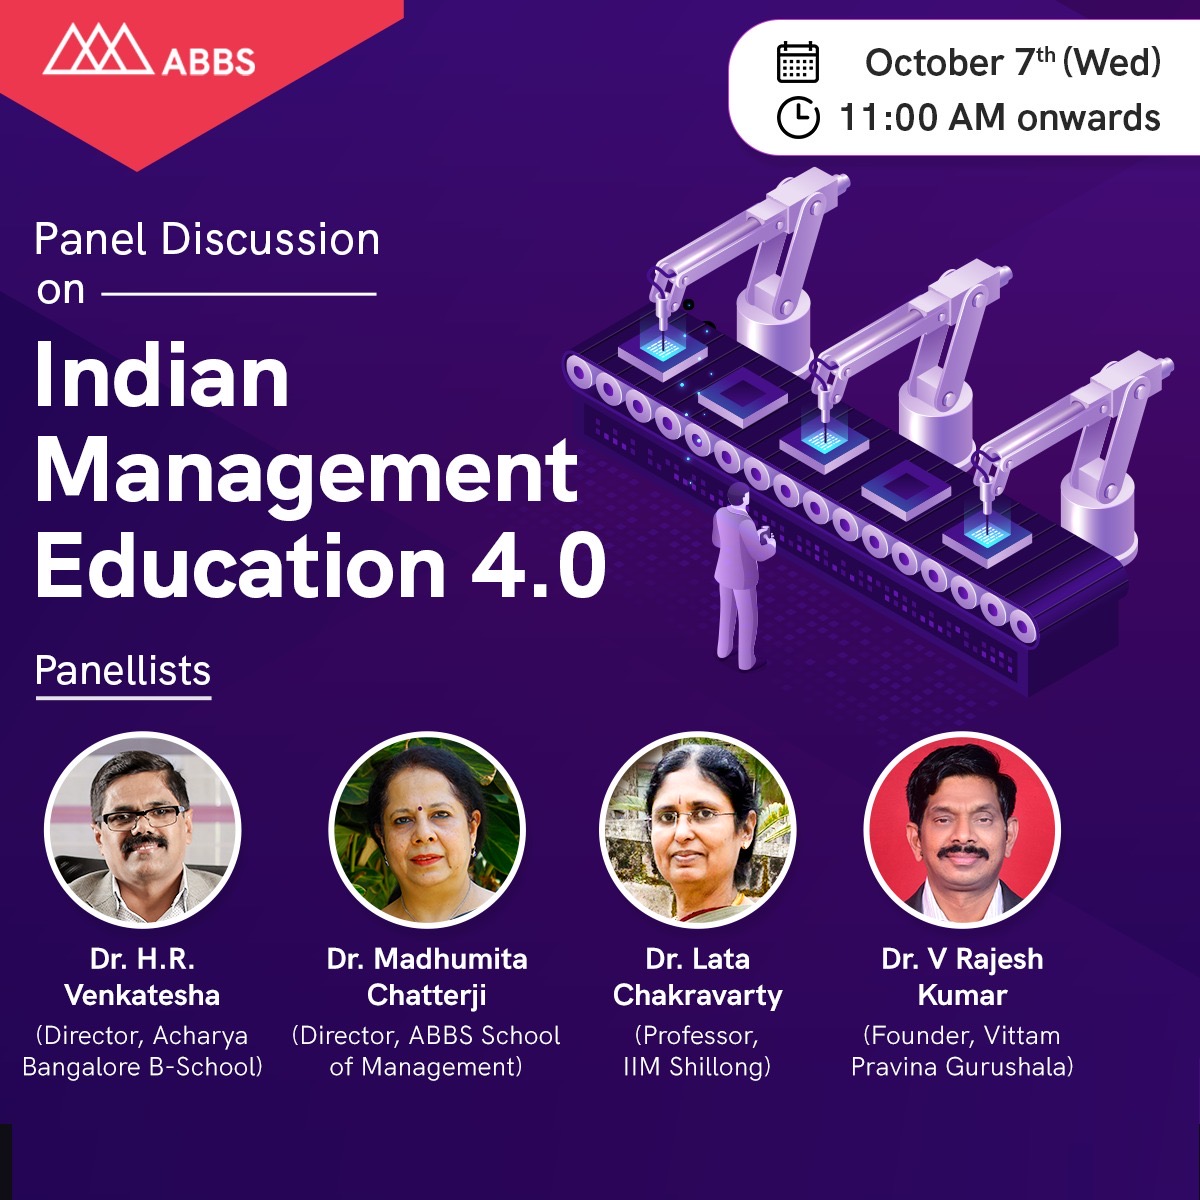 ABBS
October 7th (Wed)
11:00 AM onwards
Panel Discussion
on
Indian
Management
Education 4.0
Panellists
Dr. H.R.
Venkatesha
(Director, Acharya
Bangalore B-School)
Dr. Madhumita
Chatterji
(Director, ABBS School
of Management)
Dr. Lata
Chakravarty
(Professor,
IIM Shillong)
Dr. V Rajesh
Kumar
(Founder, Vittam
Pravina Gurushala)